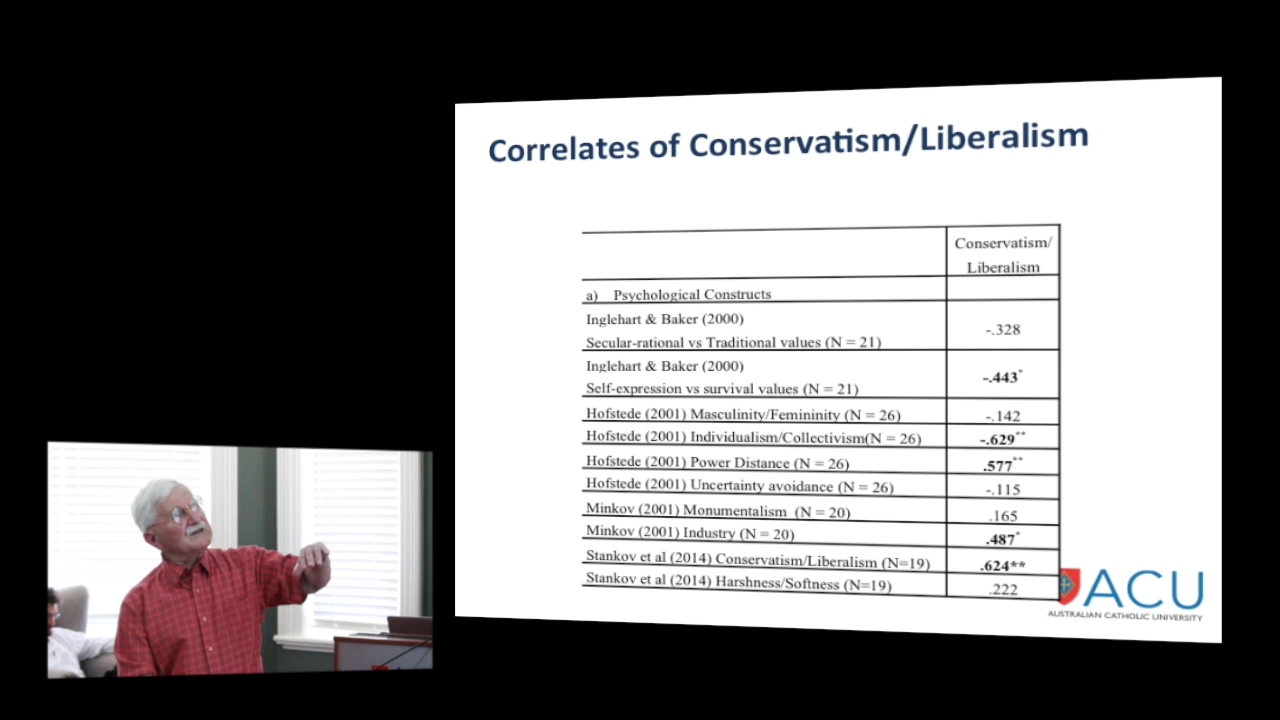 Correlates of Conservatism/Liberalism
Conservatism/
Liberalism
a) Psychological Constructs
Inglehart & Baker (2000)
Secular-rational vs Traditional values (N = 21)
-.328
Inglehart & Baker (2000)
Self-expression vs survival values (N = 21)
-.443*
Hofstede (2001) Masculinity/Femininity (N = 26)
-.142
Hofstede (2001) Individualism/Collectivism(N = 26)
-.629**
Hofstede (2001) Power Distance (N = 26)
.577**
Hofstede (2001) Uncertainty avoidance (N = 26)
-.115
Minkov (2001) Monumentalism (N = 20)
.165
Minkov (2001) Industry (N = 20)
.487*
Stankov et al (2014) Conservatism/Liberalism (N=19)
.624**
Stankov et al (2014) Harshness/Softness (N=19)
.222
ACU
AUSTRALIAN CATHOLIC UNIVERSITY